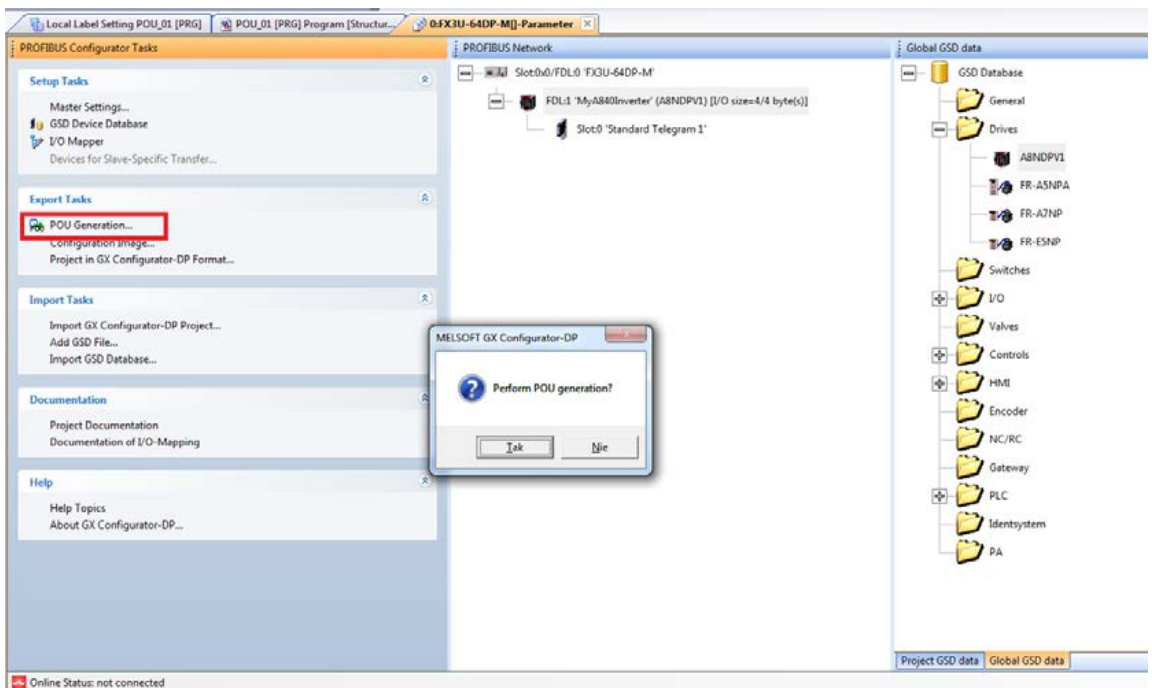 Local Label Setting POU_01 [PRG]
POU_01 [PRG] Program [Structur...
0:FX3U-64DP-M[]-Parameter
PROFIBUS Configurator Tasks
Setup Tasks
Master Settings...
GSD Device Database
I/O Mapper
Devices for Slave-Specific Transfer...
Export Tasks
POU Generation...
Configuration Image...
Project in GX Configurator-DP Format...
Import Tasks
Import GX Configurator-DP Project...
Add GSD File...
Import GSD Database...
Documentation
Project Documentation
Documentation of I/O-Mapping
Help
Help Topics
About GX Configurator-DP...
PROFIBUS Network
Slot:0x0/FDL:0 'FX3U-64DP-M'
FDL:1 'MyA840Inverter' (A8NDPV1) [I/O size=4/4 byte(s)]
Slot:0 'Standard Telegram 1'
MELSOFT GX Configurator-DP
Perform POU generation?
Tak
Nie
Global GSD data
GSD Database
General
Drives
A8NDPV1
FR-A5NPA
FR-A7NP
FR-E5NP
Switches
I/O
Valves
Controls
HMI
Encoder
NC/RC
Gateway
PLC
Identsystem
PA
Project GSD data
Global GSD data
Online Status: not connected